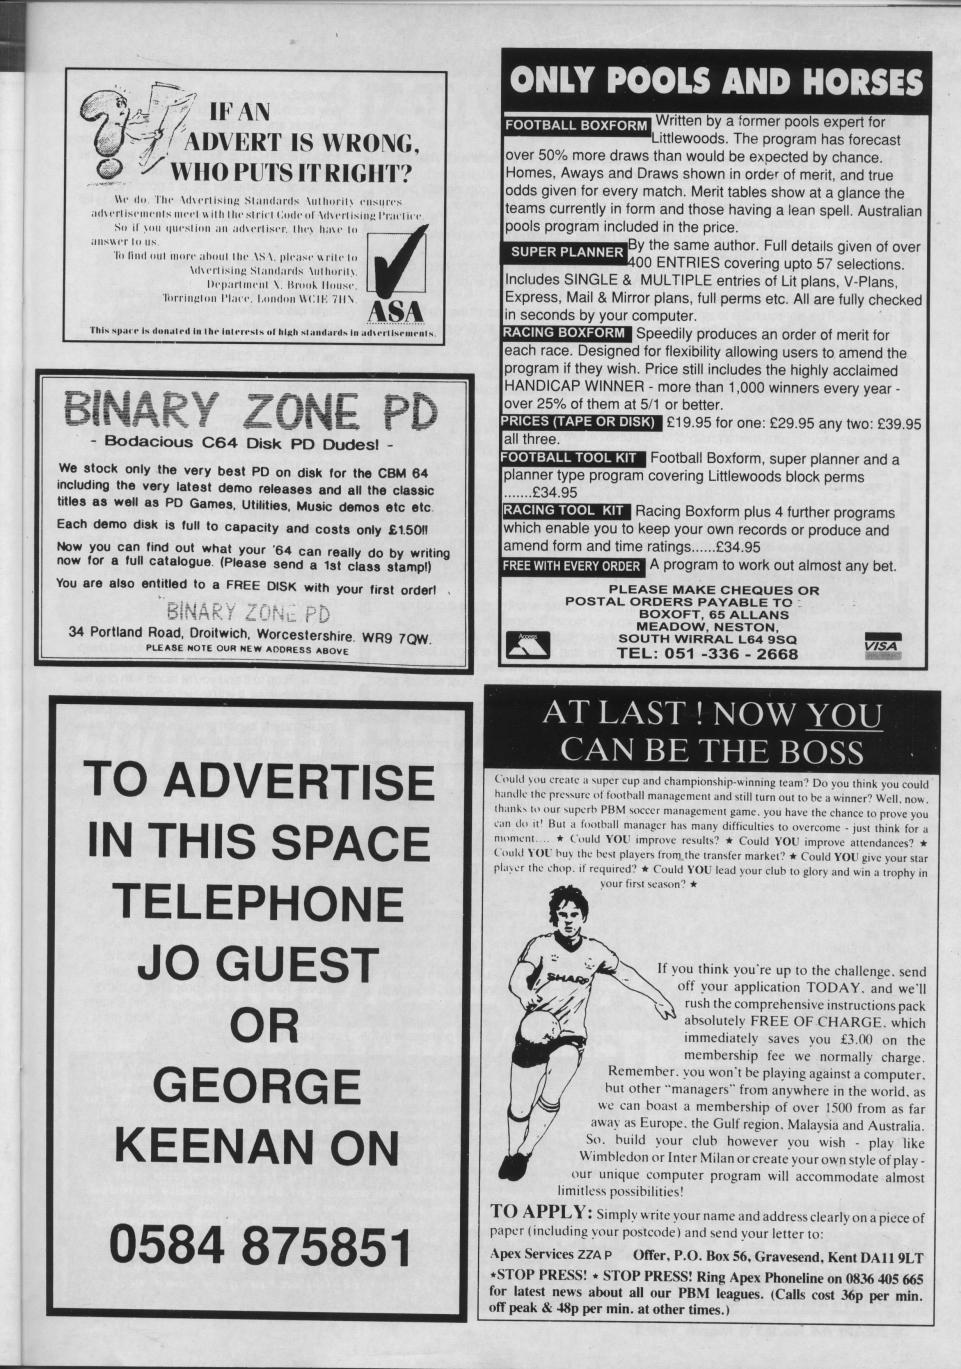 IF AN
ADVERT IS WRONG,
WHO PUTS IT RIGHT?
We do. The Advertising Standards Authority ensures
advertisements meet with the strict Code of Advertising Practice.
So if you question an advertiser, they have to
answer to us.
To find out more about the ASA, please write to
Advertising Standards Authority,
Department X, Brook House,
Torrington Place, London WC1E 7HN.
ASA
This space is donated in the interests of high standards in advertisements.
BINARY ZONE PD
- Bodacious C64 Disk PD Dudes! -
We stock only the very best PD on disk for the CBM 64
including the very latest demo releases and all the classic
titles as well as PD Games, Utilities, Music demos etc etc.
Each demo disk is full to capacity and costs only £1.50!!
Now you can find out what your '64 can really do by writing
now for a full catalogue. (Please send a 1st class stamp!)
You are also entitled to a FREE DISK with your first order!
BINARY ZONE PD
34 Portland Road, Droitwich, Worcestershire. WR9 7QW.
PLEASE NOTE OUR NEW ADDRESS ABOVE
TO ADVERTISE
IN THIS SPACE
TELEPHONE
JO GUEST
OR
GEORGE
KEENAN ON
0584 875851
ONLY POOLS AND HORSES
FOOTBALL BOXFORM Written by a former pools expert for
Littlewoods. The program has forecast
over 50% more draws than would be expected by chance.
Homes, Aways and Draws shown in order of merit, and true
odds given for every match. Merit tables show at a glance the
teams currently in form and those having a lean spell. Australian
pools program included in the price.
SUPER PLANNER By the same author. Full details given of over
400 ENTRIES covering upto 57 selections.
Includes SINGLE & MULTIPLE entries of Lit plans, V-Plans,
Express, Mail & Mirror plans, full perms etc. All are fully checked
in seconds by your computer.
RACING BOXFORM Speedily produces an order of merit for
each race. Designed for flexibility allowing users to amend the
program if they wish. Price still includes the highly acclaimed
HANDICAP WINNER - more than 1,000 winners every year -
over 25% of them at 5/1 or better.
PRICES (TAPE OR DISK) £19.95 for one: £29.95 any two: £39.95
all three.
FOOTBALL TOOL KIT Football Boxform, super planner and a
planner type program covering Littlewoods block perms
.......£34.95
RACING TOOL KIT Racing Boxform plus 4 further programs
which enable you to keep your own records or produce and
amend form and time ratings......£34.95
FREE WITH EVERY ORDER A program to work out almost any bet.
PLEASE MAKE CHEQUES OR
POSTAL ORDERS PAYABLE TO :
BOXOFT, 65 ALLANS
MEADOW, NESTON,
SOUTH WIRRAL L64 9SQ
TEL: 051 -336 - 2668
Access
VISA
AT LAST ! NOW YOU
CAN BE THE BOSS
Could you create a super cup and championship-winning team? Do you think you could
handle the pressure of football management and still turn out to be a winner? Well, now,
thanks to our superb PBM soccer management game, you have the chance to prove you
can do it! But a football manager has many difficulties to overcome - just think for a
moment.... ★ Could YOU improve results? ★ Could YOU improve attendances? ★
Could YOU buy the best players from the transfer market? ★ Could YOU give your star
player the chop, if required? ★ Could YOU lead your club to glory and win a trophy in
your first season? ★
SHARP
If you think you're up to the challenge, send
off your application TODAY, and we'll
rush the comprehensive instructions pack
absolutely FREE OF CHARGE, which
immediately saves you £3.00 on the
membership fee we normally charge.
Remember, you won't be playing against a computer,
but other "managers" from anywhere in the world, as
we can boast a membership of over 1500 from as far
away as Europe, the Gulf region, Malaysia and Australia.
So, build your club however you wish - play like
Wimbledon or Inter Milan or create your own style of play -
our unique computer program will accommodate almost
limitless possibilities!
TO APPLY: Simply write your name and address clearly on a piece of
paper (including your postcode) and send your letter to:
Apex Services ZZA P Offer, P.O. Box 56, Gravesend, Kent DA11 9LT
★STOP PRESS! ★ STOP PRESS! Ring Apex Phoneline on 0836 405 665
for latest news about all our PBM leagues. (Calls cost 36p per min.
off peak & 48p per min. at other times.)